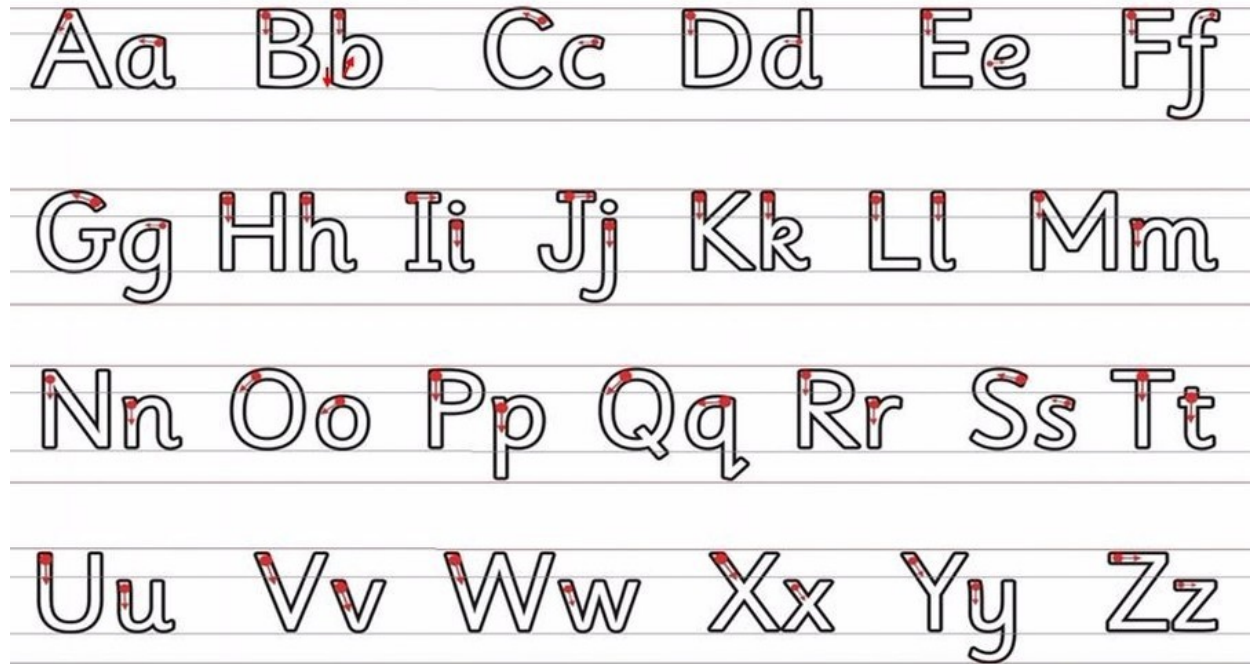 Aa Bb Cc Dd Ee Ff
Gg Hh Ii Jj Kk Ll Mm
Nn Oo Pp Qq Rr Ss Tt
Uu Vv Ww Xx Yy Zz